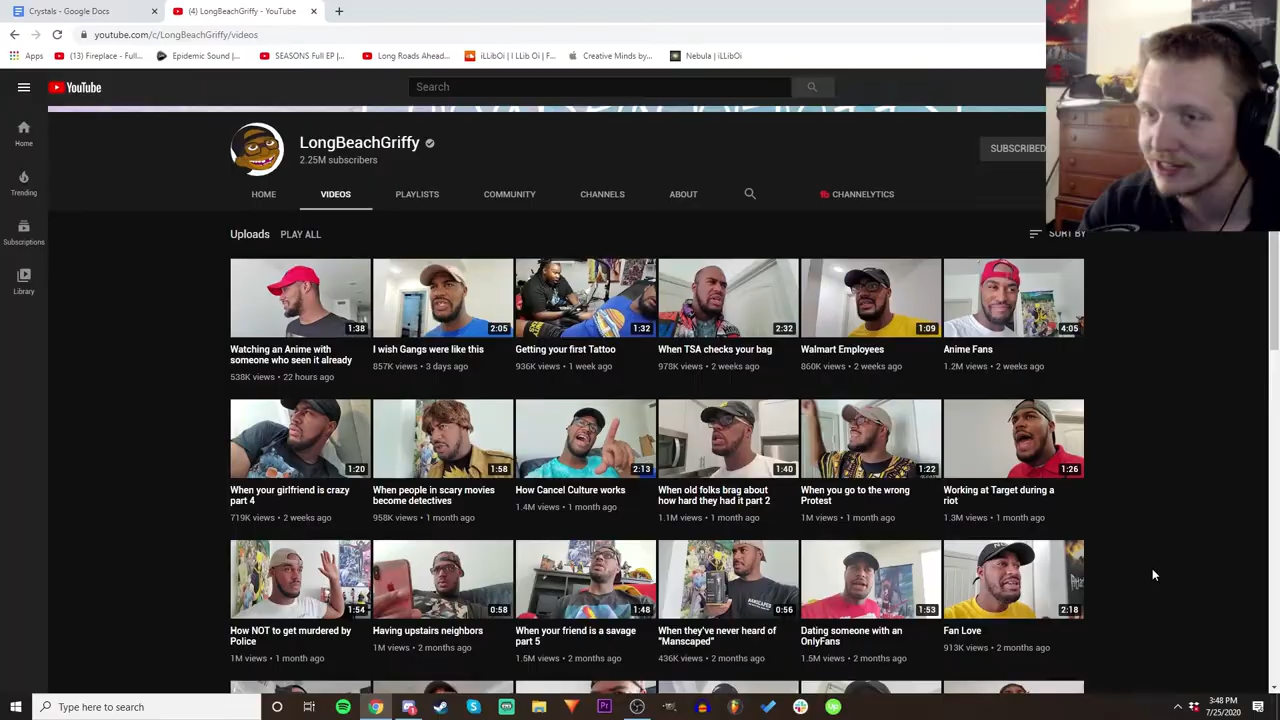 Crystals - Google Docs
(4) LongBeachGriffy - YouTube
youtube.com/c/LongBeachGriffy/videos
Apps
(13) Fireplace - Full...
Epidemic Sound |...
SEASONS Full EP |...
Long Roads Ahead...
iLLibOi | I Lib Oi | F...
Creative Minds by...
Nebula | iLLibOi
YouTube
Search
Home
Trending
Subscriptions
Library
LongBeachGriffy
2.25M subscribers
SUBSCRIBED
HOME
VIDEOS
PLAYLISTS
COMMUNITY
CHANNELS
ABOUT
CHANNELYTICS
Uploads
PLAY ALL
SORT BY
1:38
2:05
1:32
2:32
1:09
4:05
Watching an Anime with
someone who seen it already
538K views • 22 hours ago
I wish Gangs were like this
857K views • 3 days ago
Getting your first Tattoo
936K views • 1 week ago
When TSA checks your bag
978K views • 2 weeks ago
Walmart Employees
860K views • 2 weeks ago
Anime Fans
1.2M views • 2 weeks ago
1:20
1:58
2:13
1:40
1:22
1:26
When your girlfriend is crazy
part 4
719K views • 2 weeks ago
When people in scary movies
become detectives
958K views • 1 month ago
How Cancel Culture works
1.4M views • 1 month ago
When old folks brag about
how hard they had it part 2
1.1M views • 1 month ago
When you go to the wrong
Protest
1M views • 1 month ago
Working at Target during a
riot
1.3M views • 1 month ago
1:54
0:58
1:48
MANSCAPED
0:56
1:53
2:18
How NOT to get murdered by
Police
1M views • 1 month ago
Having upstairs neighbors
1M views • 2 months ago
When your friend is a savage
part 5
1.5M views • 2 months ago
When they've never heard of
"Manscaped"
436K views • 2 months ago
Dating someone with an
OnlyFans
1.5M views • 2 months ago
Fan Love
913K views • 2 months ago
Type here to search
Pr
Up
3:48 PM
7/25/2020